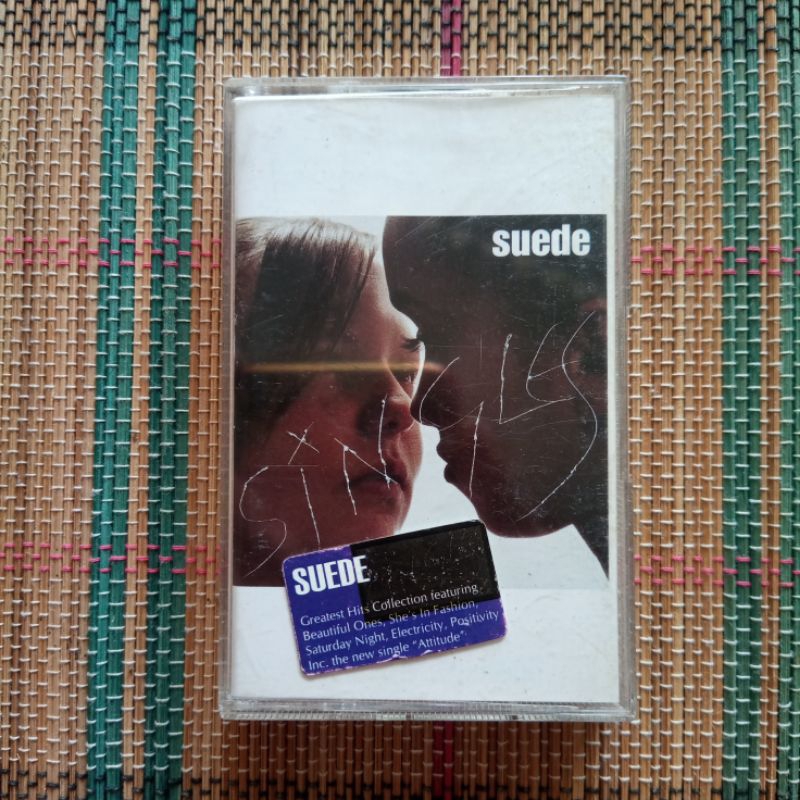 suede
SINGLES
SUEDE
Greatest Hits Collection featuring
Beautiful Ones, She's In Fashion,
Saturday Night, Electricity, Positivity
Inc. the new single "Attitude".